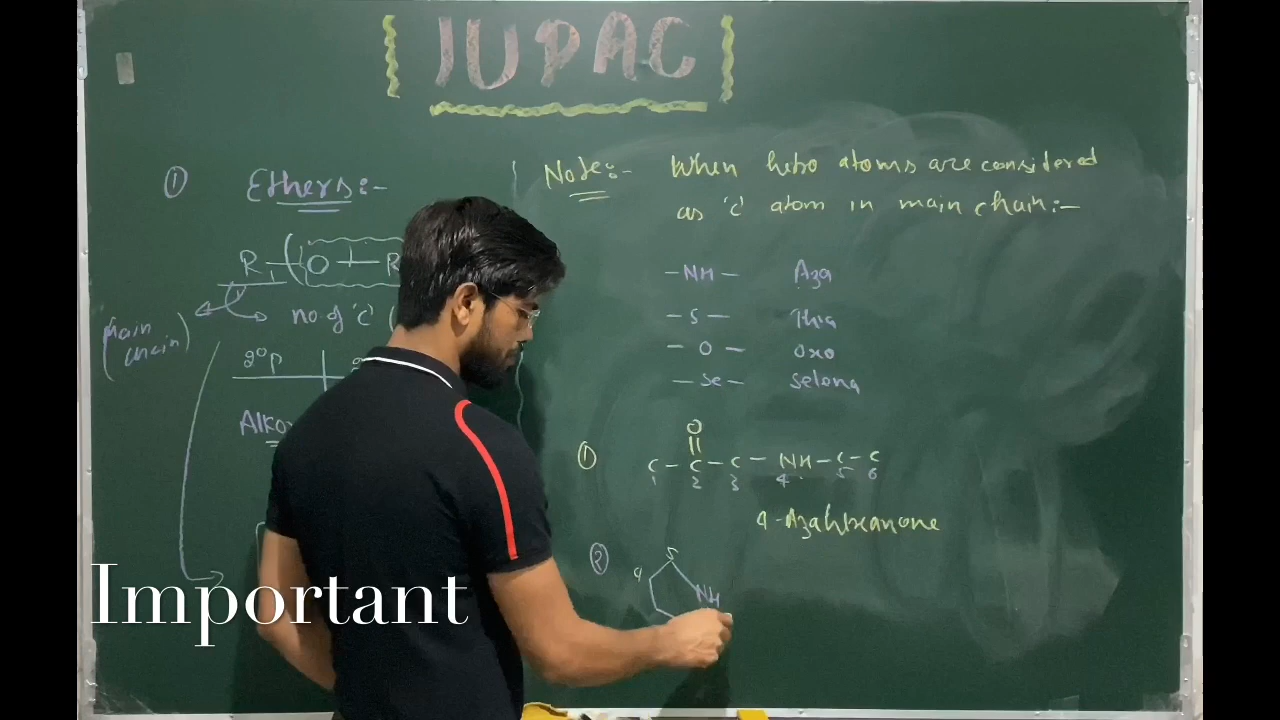 IUPAC
① Ethers:-
R-(O-R
(main chain)
no. of 'c' (
2°p
Alko
Note:- When hetro atoms are considered
as 'c' atom in main chain:-
-NH- Aza
-S- Thia
-O- Oxo
-Se- Selena
① O
C-C-C-NH-C-C
1 2 3 4 5 6
4-Azahexanone
② 5
4 NH
Important